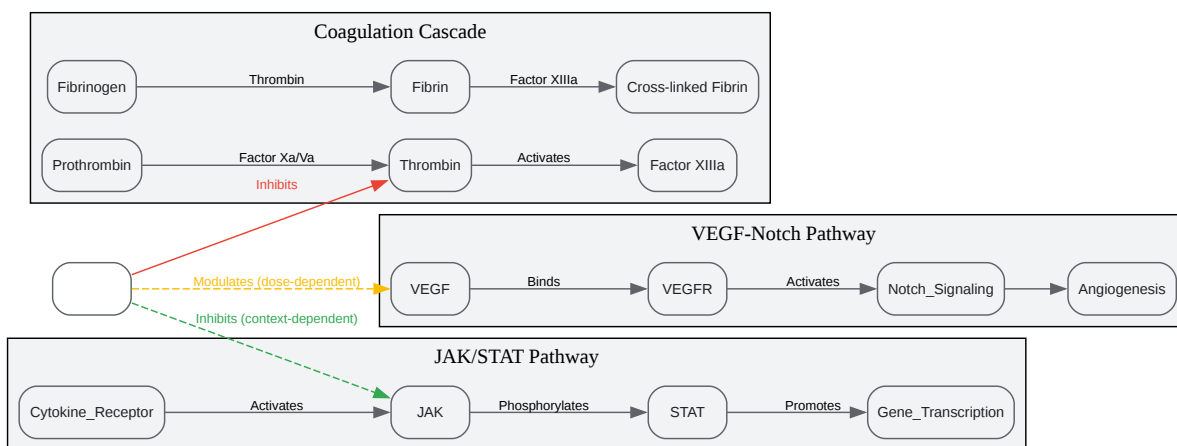 Coagulation Cascade
Fibrinogen Thrombin Fibrin Factor XIIIa Cross-linked Fibrin
Prothrombin Factor Xa/Va Thrombin Activates Factor XIIIa
Inhibits
VEGF-Notch Pathway
Modulates (dose-dependent) VEGF Binds VEGFR Activates Notch_Signaling Angiogenesis
Inhibits (context-dependent)
JAK/STAT Pathway
Cytokine_Receptor Activates JAK Phosphorylates STAT Promotes Gene_Transcription